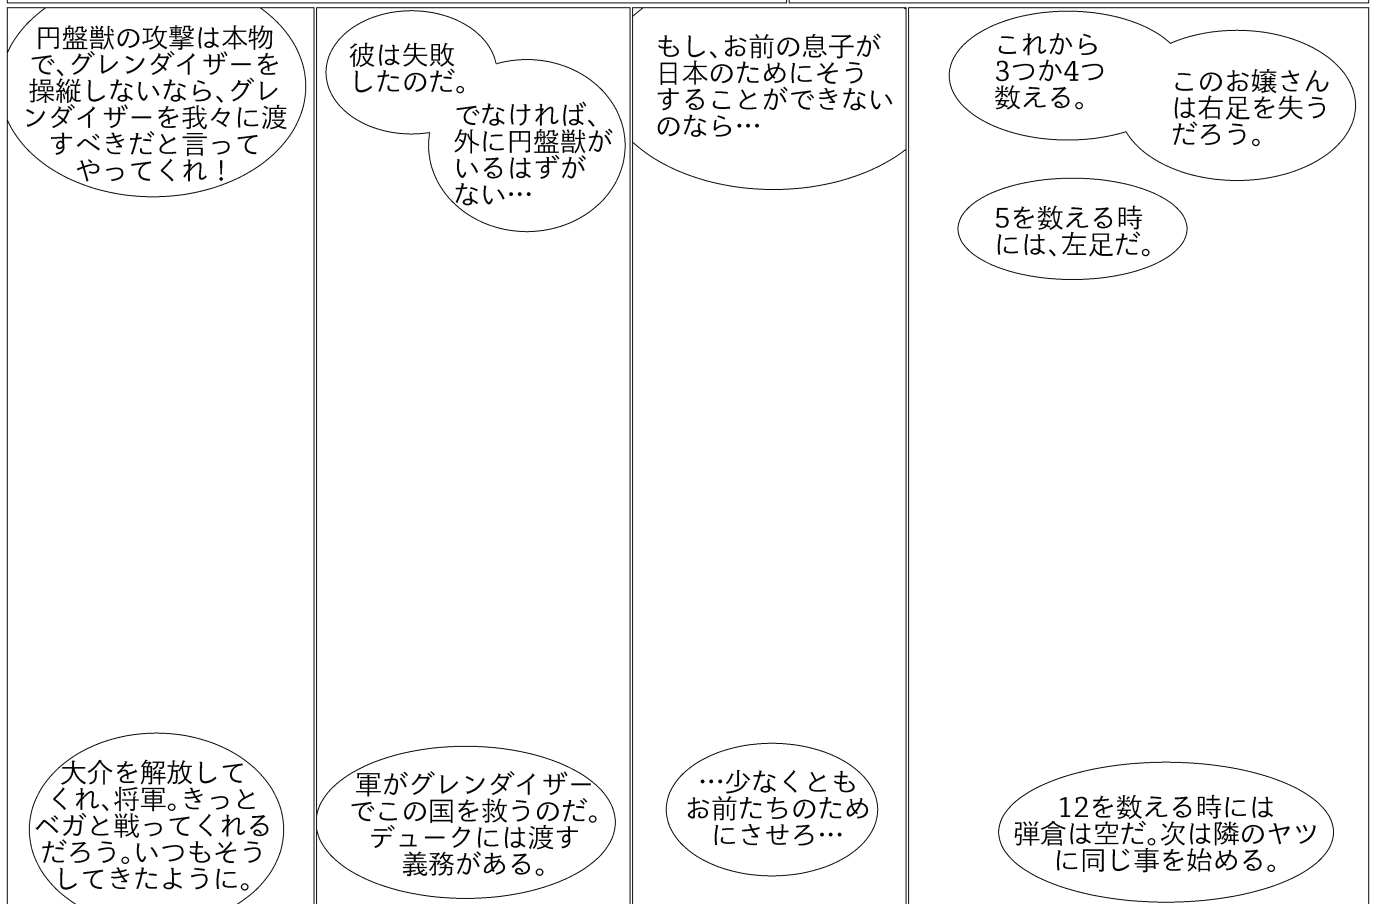 円盤獣の攻撃は本物
で、グレンダイザーを
操縦しないなら、グレ
ンダイザーを我々に渡
すべきだと言って
やってくれ！
大介を解放して
くれ、将軍。きっと
ベガと戦ってくれる
だろう。いつもそう
してきたように。
彼は失敗
したのだ。
でなければ、
外に円盤獣が
いるはずが
ない…
軍がグレンダイザー
でこの国を救うのだ。
デュークには渡す
義務がある。
もし、お前の息子が
日本のためにそう
することができない
のなら…
…少なくとも
お前たちのため
にさせろ…
これから
3つか4つ
数える。
このお嬢さん
は右足を失う
だろう。
5を数える時
には、左足だ。
12を数える時には
弾倉は空だ。次は隣のヤツ
に同じ事を始める。